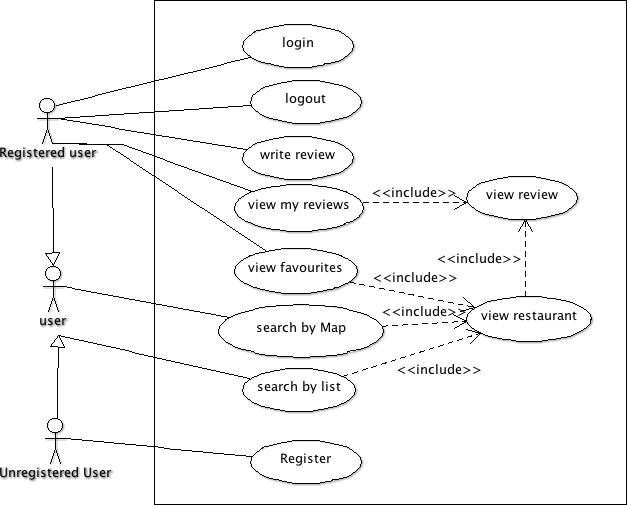 login
logout
Registered user
write review
view my reviews
<<include>>
view review
view favourites
<<include>>
<<include>>
user
search by Map
<<include>>
view restaurant
search by list
<<include>>
Register
Unregistered User